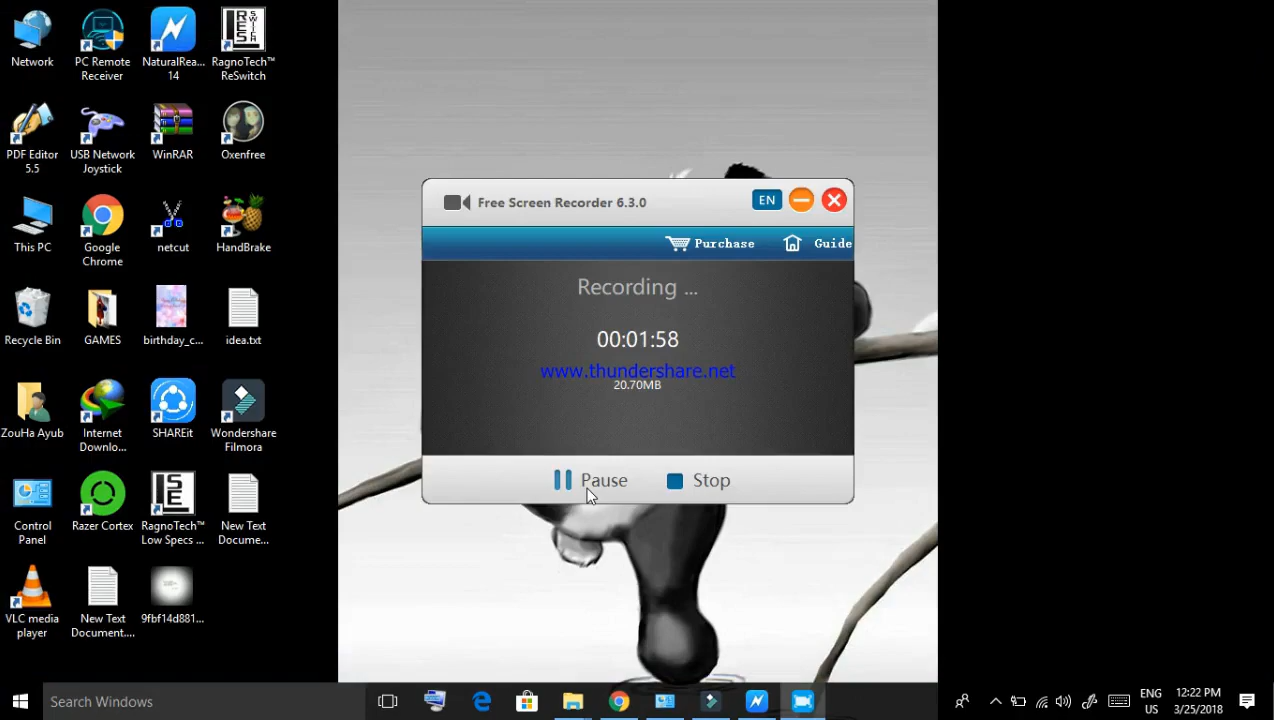 Network
PC Remote
Receiver
NaturalRea...
14
RES
SWITCH
RagnoTech™
ReSwitch
PDF Editor
5.5
USB Network
Joystick
WinRAR
Oxenfree
This PC
Google
Chrome
netcut
HandBrake
Recycle Bin
GAMES
birthday_c...
idea.txt
ZouHa Ayub
Internet
Downlo...
SHAREit
Wondershare
Filmora
Control
Panel
Razer Cortex
LSE
RagnoTech™
Low Specs ...
New Text
Docume...
VLC media
player
New Text
Document....
9fbf14d881...
Free Screen Recorder 6.3.0
EN
Purchase
Guide
Recording ...
00:01:58
www.thundershare.net
20.70MB
Pause
Stop
Search Windows
ENG
US
12:22 PM
3/25/2018